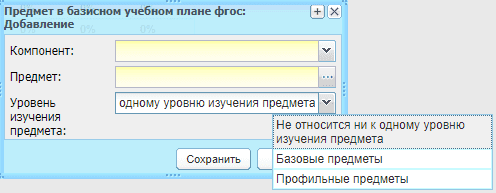 Предмет в базисном учебном плане фгос:
Добавление
Компонент:
Предмет:
Уровень
изучения
предмета:
одному уровню изучения предмета
Не относится ни к одному уровню
изучения предмета
Базовые предметы
Профильные предметы
Сохранить